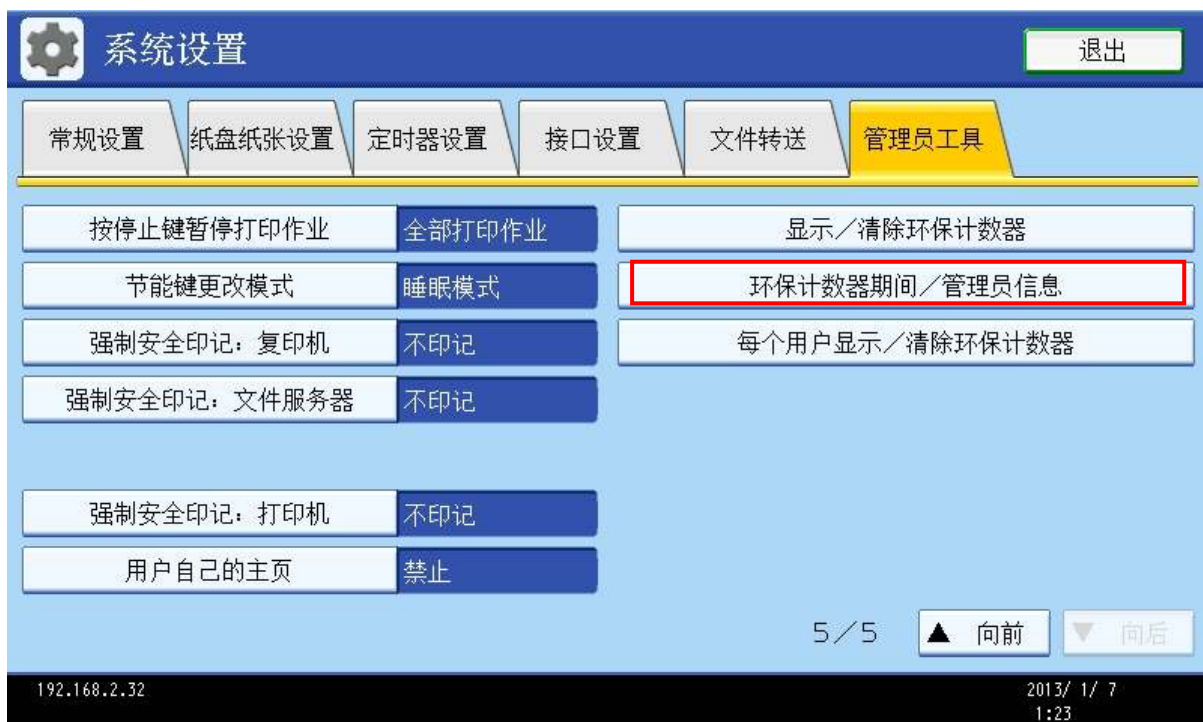 系统设置
退出
常规设置
纸盘纸张设置
定时器设置
接口设置
文件转送
管理员工具
按停止键暂停打印作业 全部打印作业
显示／清除环保计数器
节能键更改模式 睡眠模式
环保计数器期间／管理员信息
强制安全印记：复印机 不印记
每个用户显示／清除环保计数器
强制安全印记：文件服务器 不印记
强制安全印记：打印机 不印记
用户自己的主页 禁止
5／5
▲ 向前
▼ 向后
192.168.2.32
2013/ 1/ 7
1:23